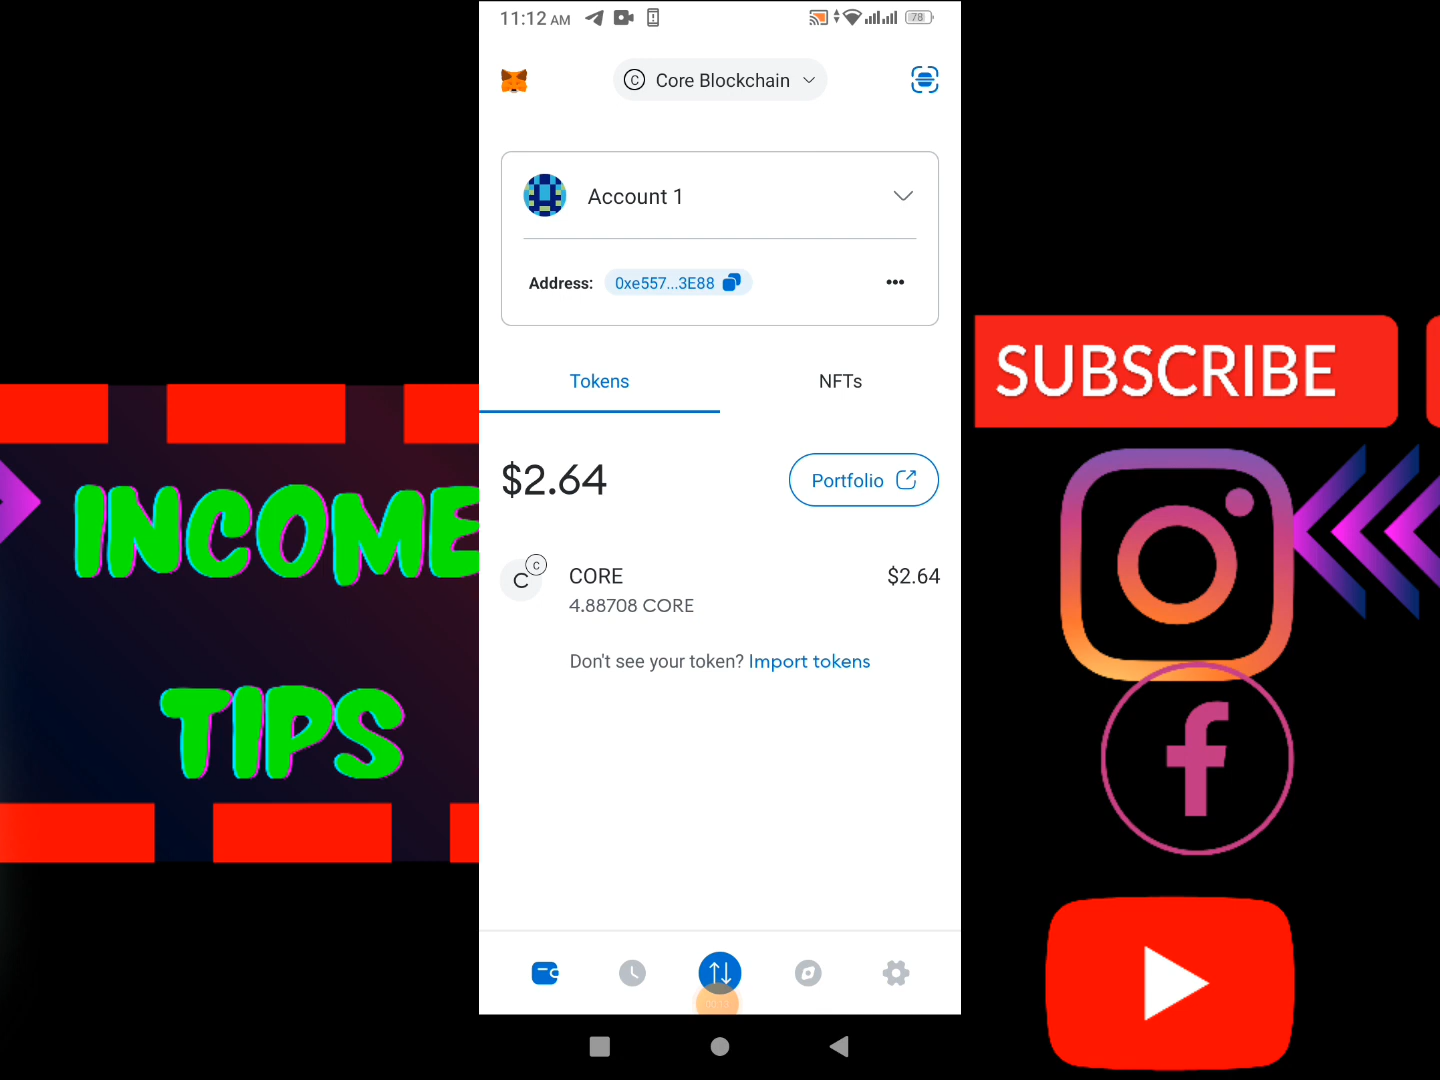 11:12 AM
78
C Core Blockchain
Account 1
Address: 0xe557...3E88
Tokens
NFTs
$2.64
Portfolio
C
C
CORE
$2.64
4.88708 CORE
Don't see your token? Import tokens
INCOME
TIPS
SUBSCRIBE
f